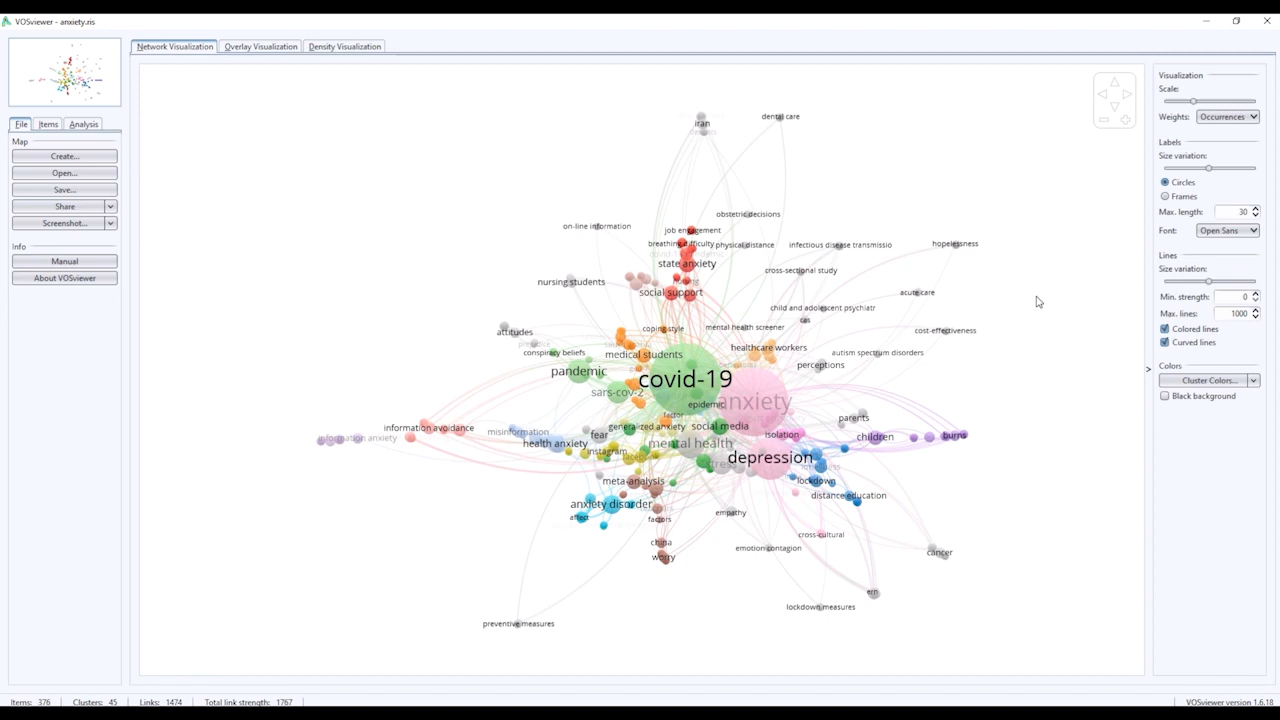 VOSviewer - anxiety.ris
Network Visualization
Overlay Visualization
Density Visualization
File
Items
Analysis
Map
Create...
Open...
Save...
Share
Screenshot...
Info
Manual
About VOSviewer
iran
dental care
obstetric decisions
on-line information
job engagement
breathing difficulty
physical distance
infectious disease transmissio
hopelessness
state anxiety
cross-sectional study
nursing students
social support
acute care
child and adolescent psychiatr
cas
attitudes
coping style
mental health screener
cost-effectiveness
conspiracy beliefs
medical students
healthcare workers
autism spectrum disorders
perceptions
pandemic
covid-19
sars-cov-2
anxiety
epidemic
factor
parents
information avoidance
generalized anxiety
social media
information anxiety
misinformation
fear
isolation
children
burns
health anxiety
mental health
instagram
depression
stress
meta-analysis
lockdown
distance education
anxiety disorder
affect
factors
empathy
cross-cultural
china
worry
emotion contagion
cancer
ern
lockdown measures
preventive measures
Visualization
Scale:
Weights:
Occurrences
Labels
Size variation:
Circles
Frames
Max. length:
30
Font:
Open Sans
Lines
Size variation:
Min. strength:
0
Max. lines:
1000
Colored lines
Curved lines
Colors
Cluster Colors...
Black background
>
Items: 376
Clusters: 45
Links: 1474
Total link strength: 1767
VOSviewer version 1.6.18